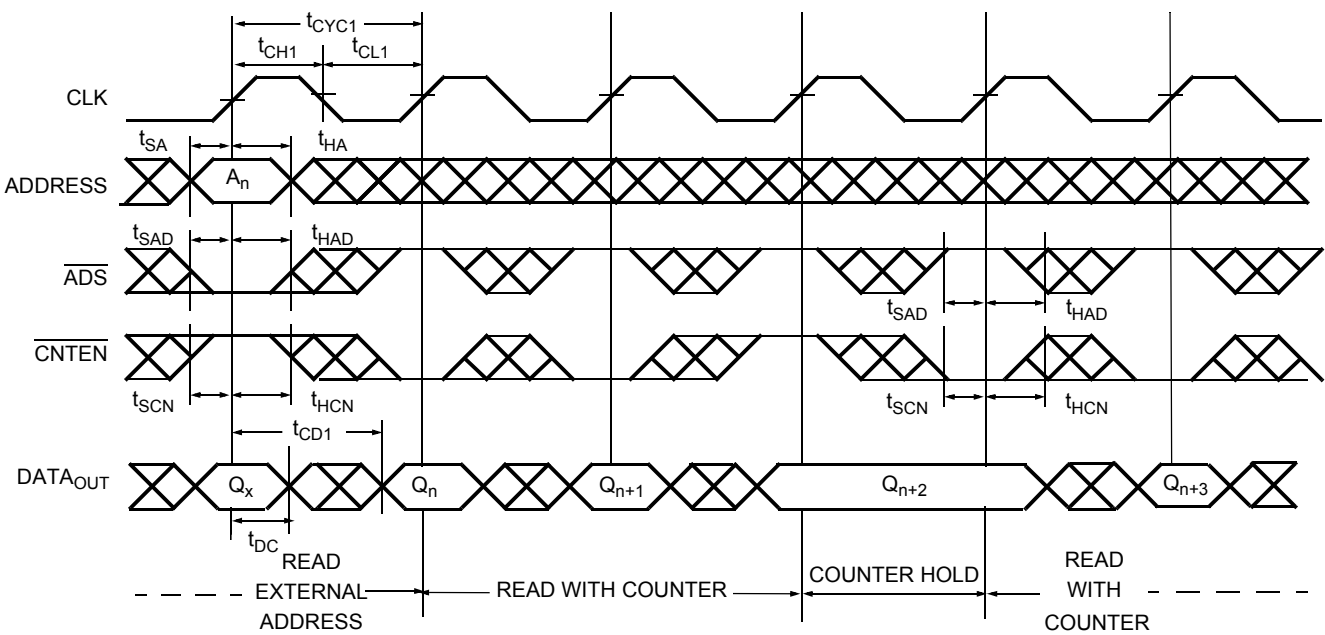 tCYC1
tCH1
tCL1
CLK
tSA
tHA
ADDRESS
An
tSAD
tHAD
ADS
tSAD
tHAD
CNTEN
tSCN
tHCN
tSCN
tHCN
tCD1
DATAOUT
Qx
Qn
Qn+1
Qn+2
Qn+3
tDC
READ
EXTERNAL
ADDRESS
READ WITH COUNTER
COUNTER HOLD
READ
WITH
COUNTER